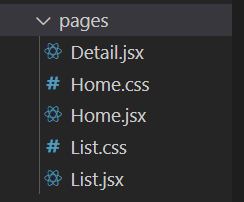 pages
Detail.jsx
# Home.css
Home.jsx
# List.css
List.jsx